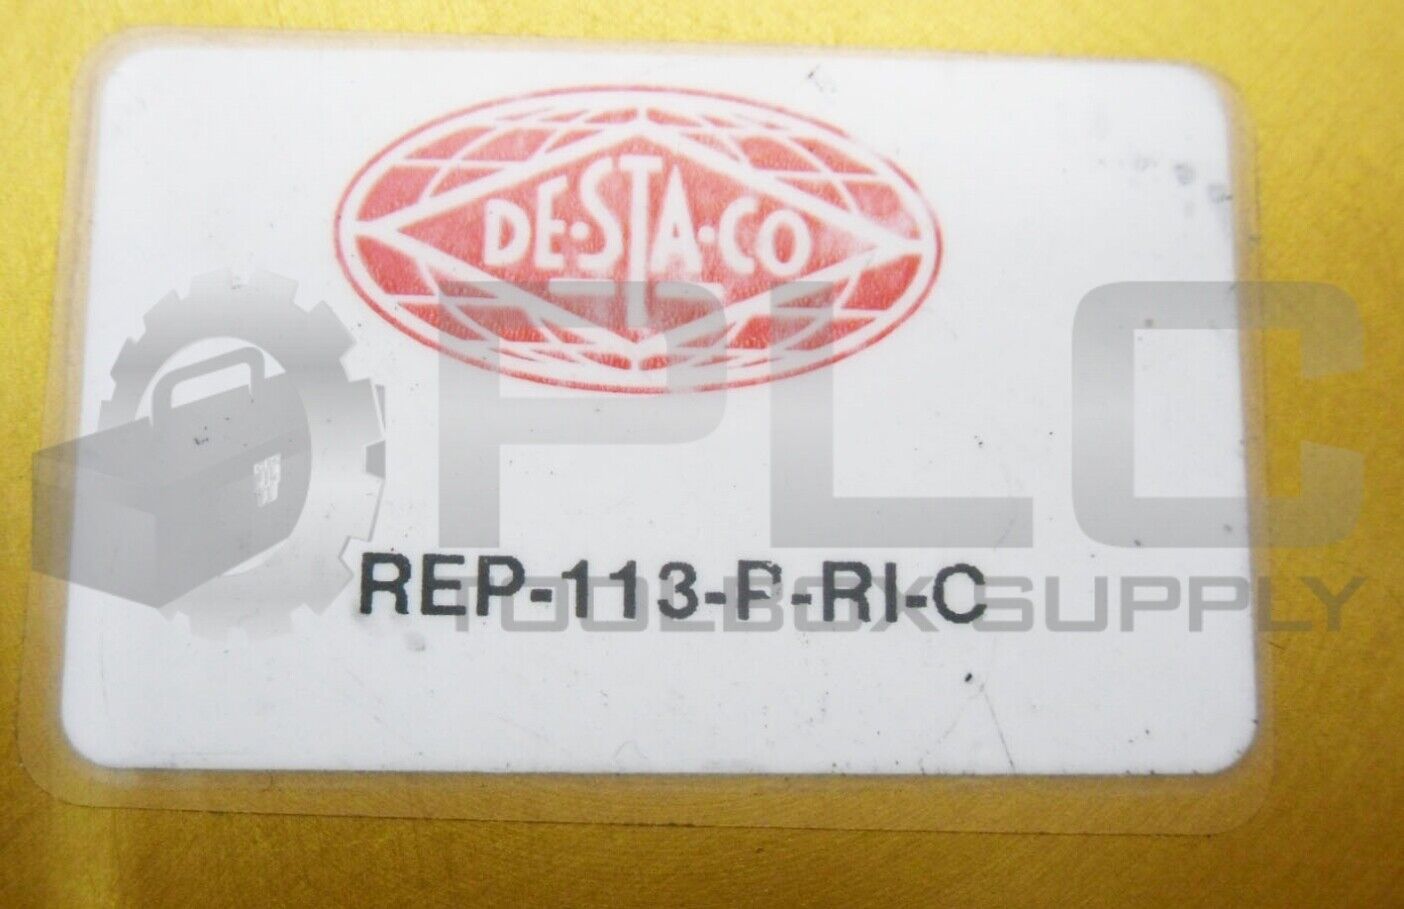 DE·STA·CO
PLC
REP-113-P-RI-C
TOOLBOX SUPPLY